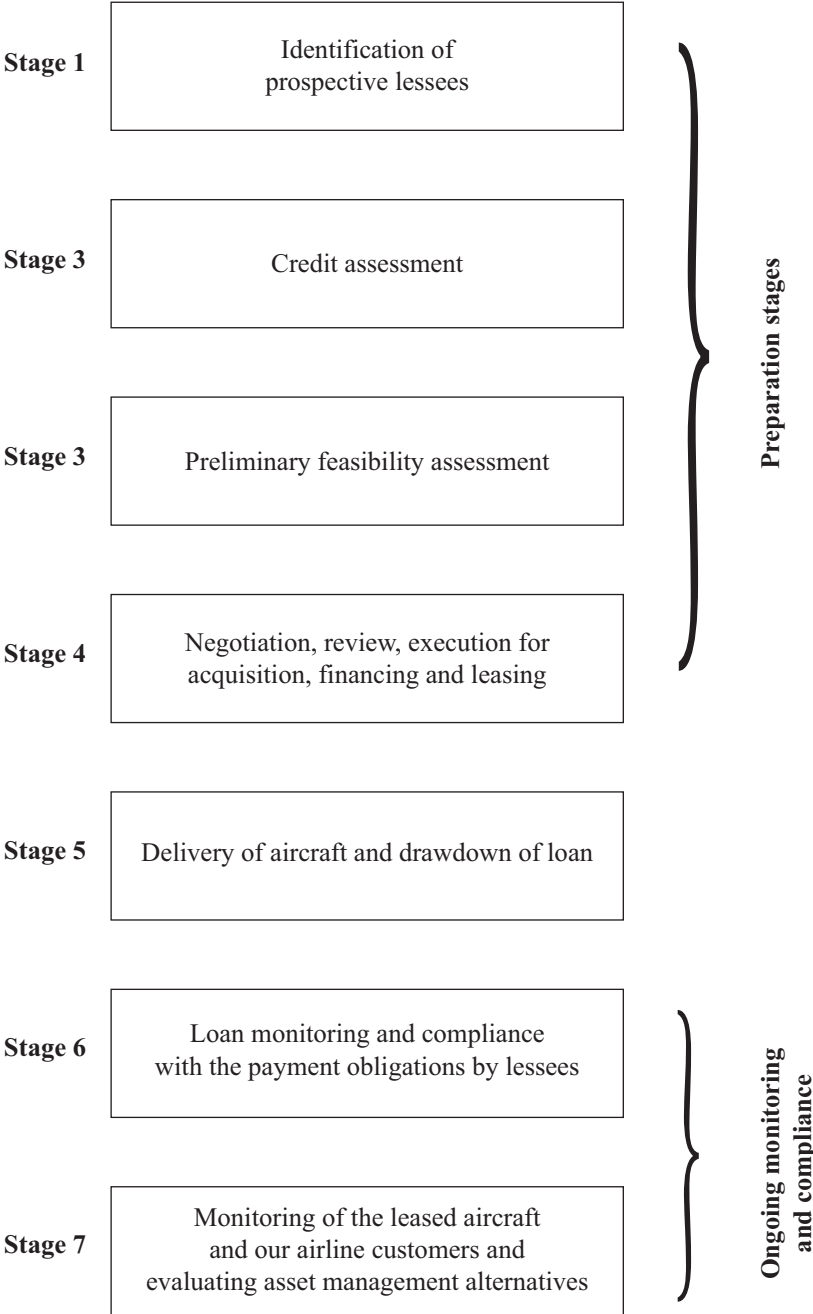 Stage 1
Identification of
prospective lessees
Stage 3
Credit assessment
Stage 3
Preliminary feasibility assessment
Stage 4
Negotiation, review, execution for
acquisition, financing and leasing
Preparation stages
Stage 5
Delivery of aircraft and drawdown of loan
Stage 6
Loan monitoring and compliance
with the payment obligations by lessees
Stage 7
Monitoring of the leased aircraft
and our airline customers and
evaluating asset management alternatives
Ongoing monitoring
and compliance